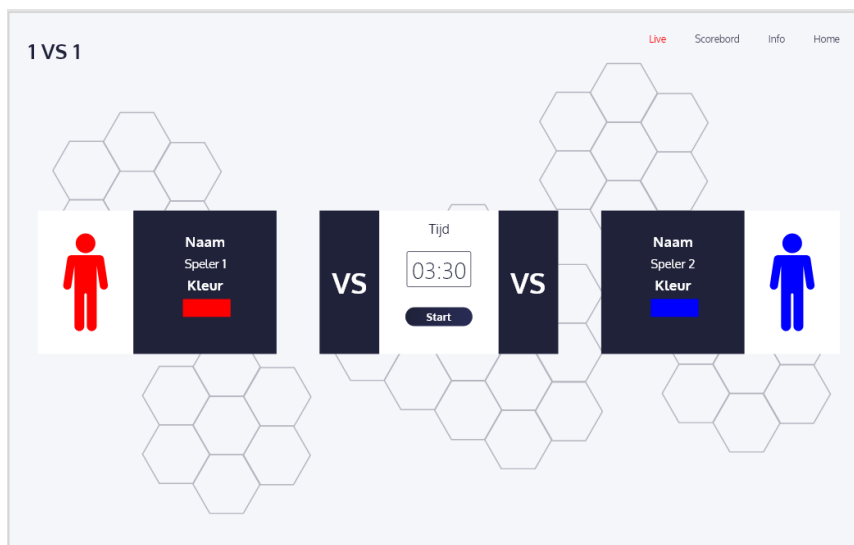 1 VS 1
Live Scorebord Info Home
Naam
Speler 1
Kleur
VS
Tijd
03:30
Start
VS
Naam
Speler 2
Kleur